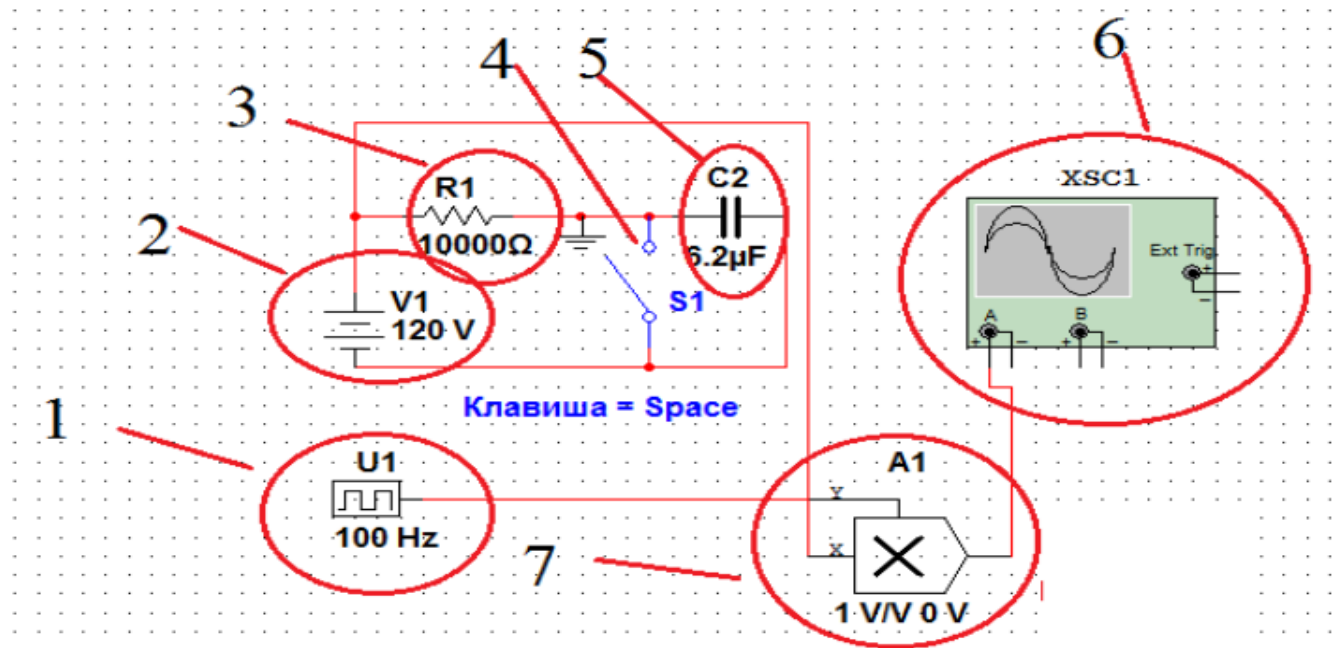 6
4
5
3
XSC1
C2
R1
2
10000Ω
6.2µF
Ext Trig
+
−
V1
S1
120 V
A
B
+
−
+
−
Клавиша = Space
1
U1
A1
Y
100 Hz
X
7
1 V/V 0 V